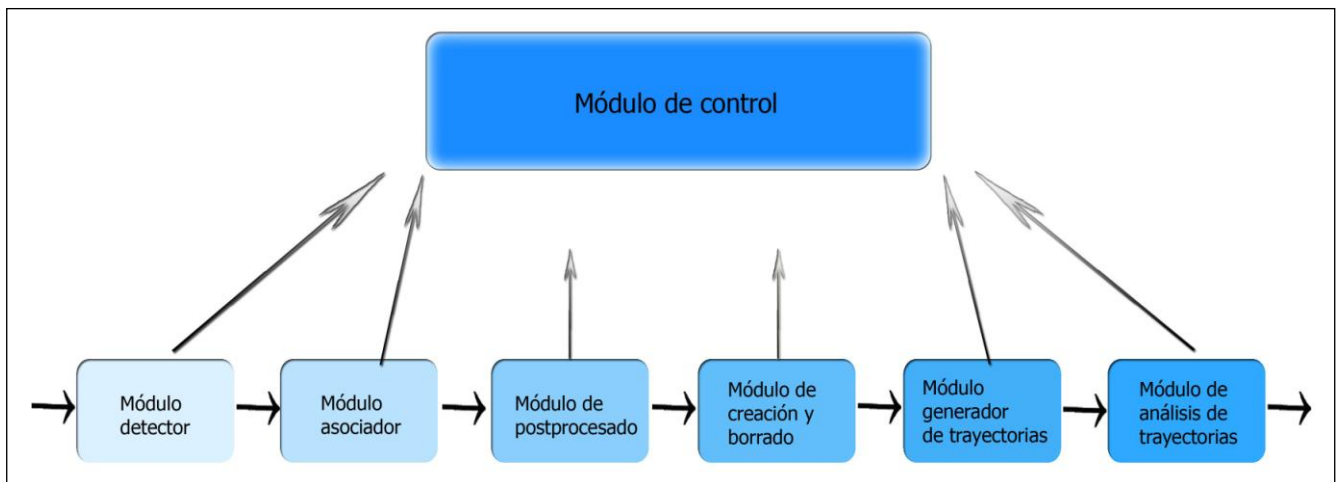 Módulo de control
Módulo
detector
Módulo
asociador
Módulo de
postprocesado
Módulo de
creación y
borrado
Módulo
generador
de trayectorias
Módulo de
análisis de
trayectorias